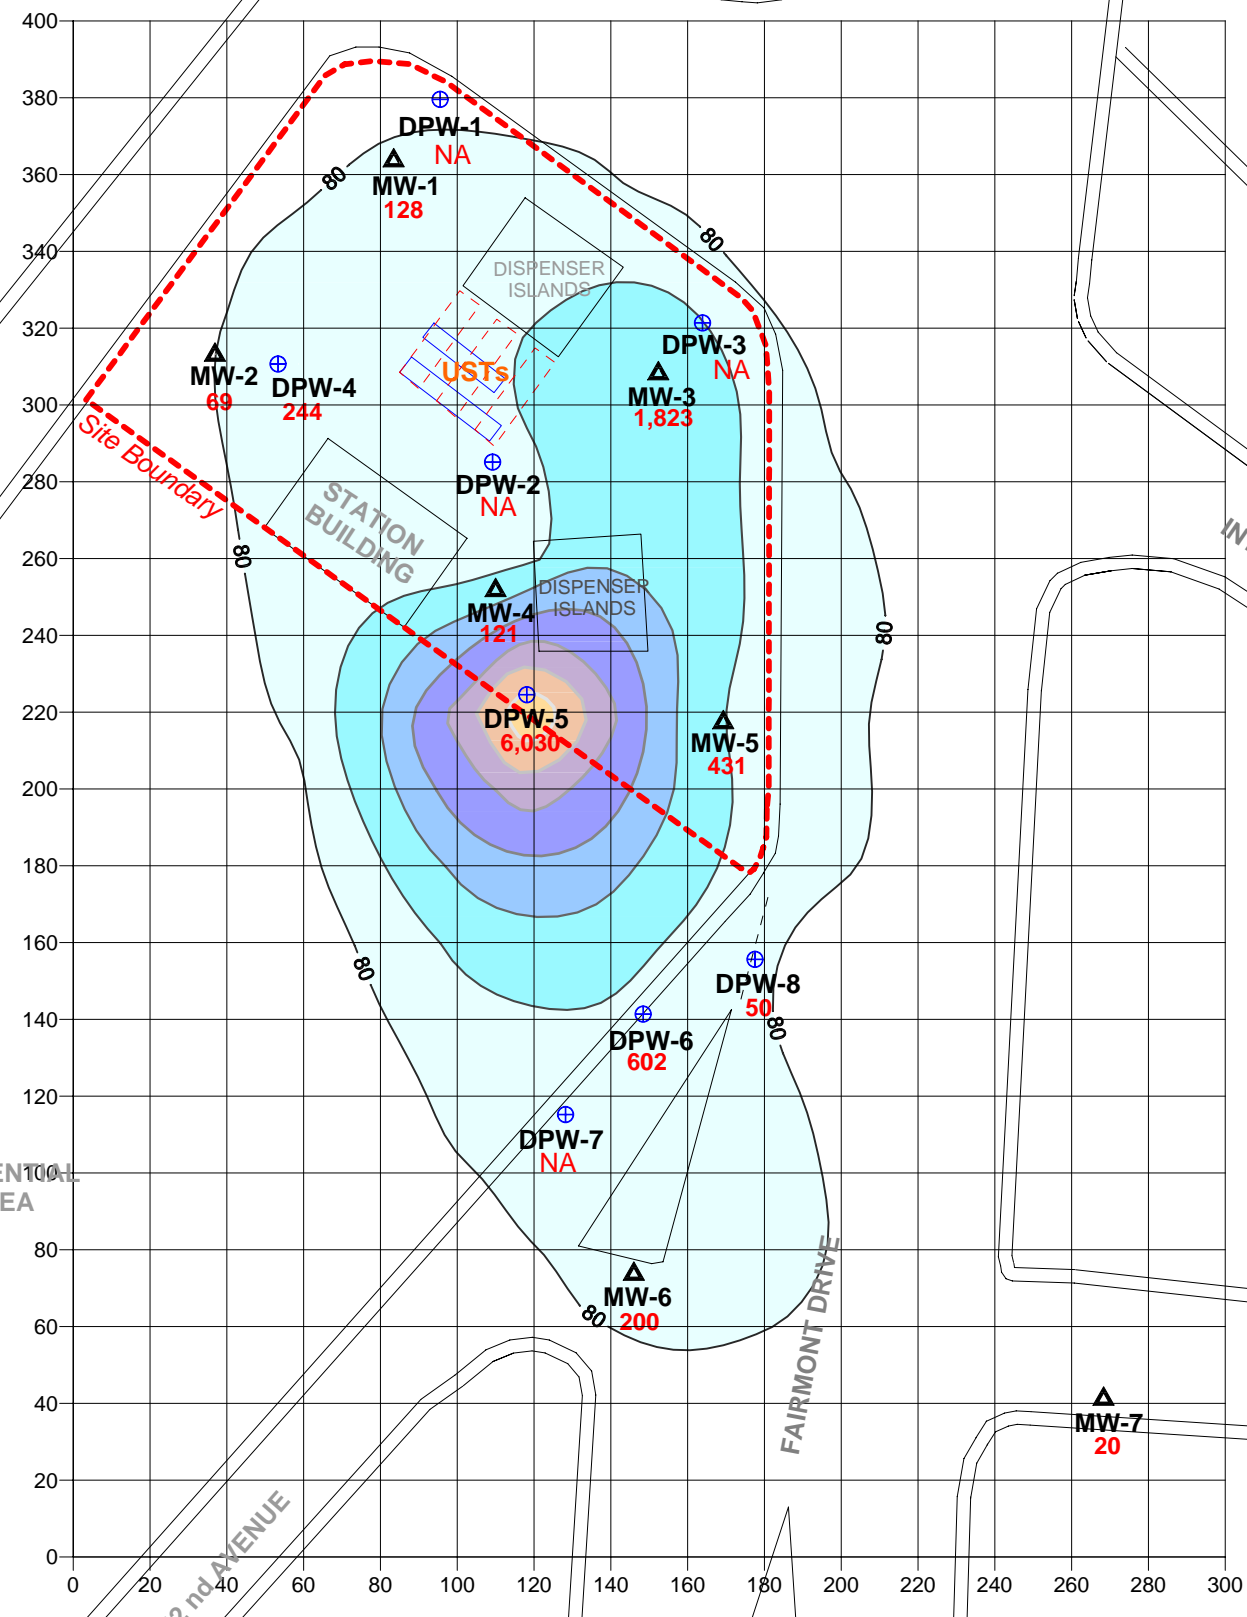 400
380
360
340
320
300
280
260
240
220
200
180
160
140
120
100
80
60
40
20
0
0 20 40 60 80 100 120 140 160 180 200 220 240 260 280 300
DPW-1
NA
MW-1
128
80
80
DISPENSER
ISLANDS
DPW-3
NA
MW-3
1,823
USTs
MW-2
69
DPW-4
244
Site Boundary
DPW-2
NA
STATION
BUILDING
80
DISPENSER
ISLANDS
MW-4
121
80
DPW-5
6,030
MW-5
431
80
DPW-8
50
80
DPW-6
602
DPW-7
NA
ENTIAL
EA
MW-6
200
80
FAIRMONT DRIVE
MW-7
20
2 nd AVENUE